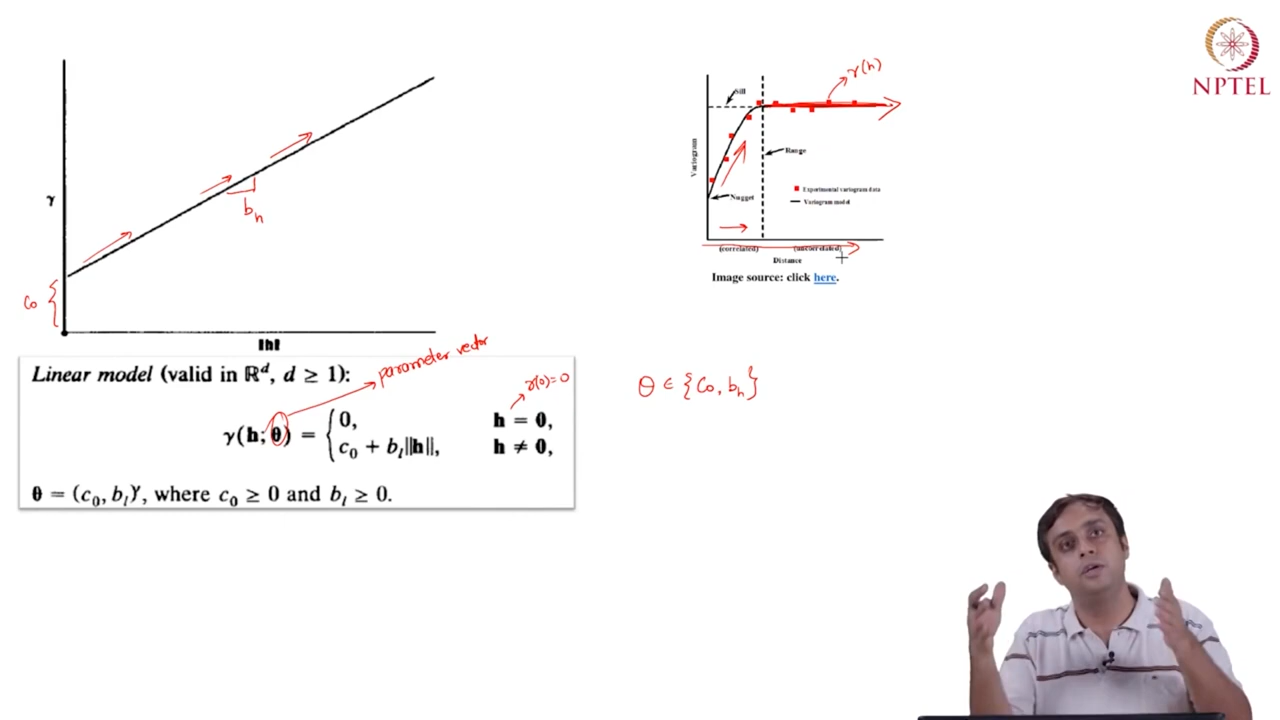 NPTEL
γ
c₀
bₕ
|h|
Linear model (valid in ℝᵈ, d ≥ 1):
parameter vector
γ(0)=0
γ(h; θ) = { 0, h = 0,
c₀ + bₗ||h||, h ≠ 0,
θ = (c₀, bₗ)′, where c₀ ≥ 0 and bₗ ≥ 0.
γ(h)
Sill
Variogram
Range
Nugget
Experimental variogram data
Variogram model
(correlated) (uncorrelated)
Distance
Image source: click here.
θ ∈ {c₀, bₕ}